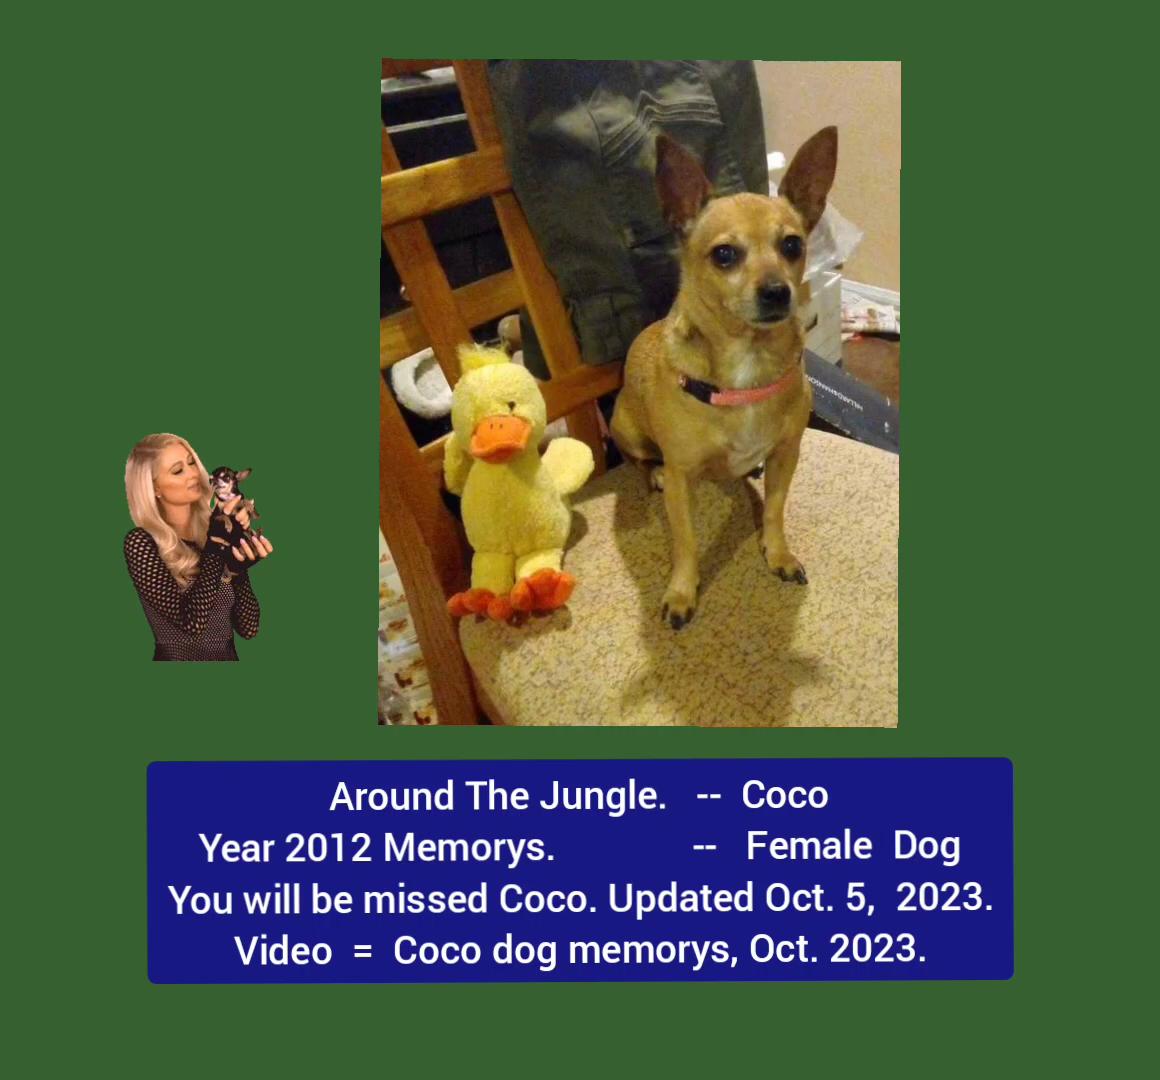 Around The Jungle. -- Coco
Year 2012 Memorys. -- Female Dog
You will be missed Coco. Updated Oct. 5, 2023.
Video = Coco dog memorys, Oct. 2023.